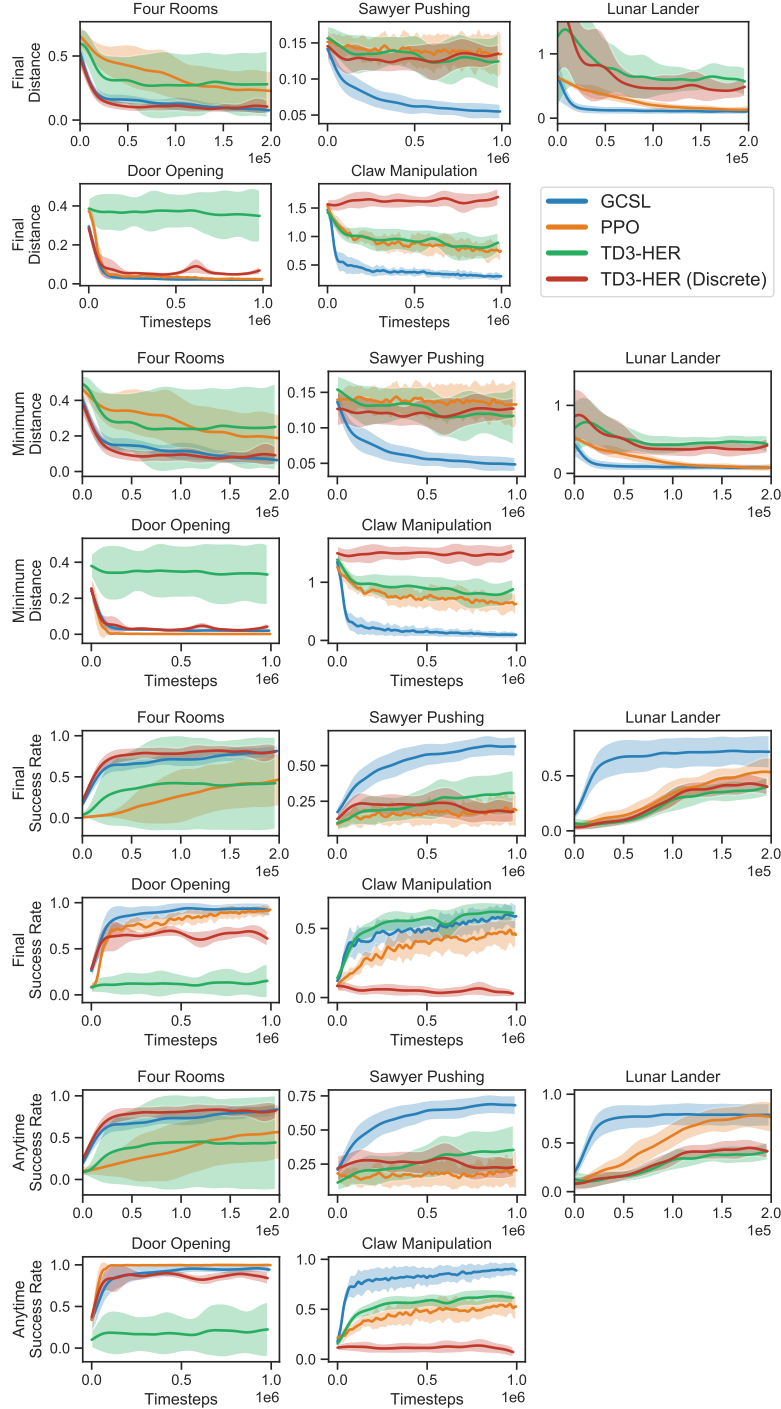 Four Rooms
Sawyer Pushing
Lunar Lander
Final
Distance
0.5
0.0
0.15
0.10
0.05
1
0
0.0 0.5 1.0 1.5 2.0
1e5
0.0 0.5 1.0
1e6
0.0 0.5 1.0 1.5 2.0
1e5
Door Opening
Claw Manipulation
Final
Distance
0.4
0.2
0.0
1.5
1.0
0.5
0.0 0.5 1.0
1e6
Timesteps
0.0 0.5 1.0
1e6
Timesteps
GCSL
PPO
TD3-HER
TD3-HER (Discrete)
Four Rooms
Sawyer Pushing
Lunar Lander
Minimum
Distance
0.4
0.2
0.0
0.15
0.10
0.05
1
0
0.0 0.5 1.0 1.5 2.0
1e5
0.0 0.5 1.0
1e6
0.0 0.5 1.0 1.5 2.0
1e5
Door Opening
Claw Manipulation
Minimum
Distance
0.4
0.2
0.0
1
0
0.0 0.5 1.0
1e6
Timesteps
0.0 0.5 1.0
1e6
Timesteps
Four Rooms
Sawyer Pushing
Lunar Lander
Final
Success Rate
1.0
0.5
0.0
0.50
0.25
0.5
0.0
0.0 0.5 1.0 1.5 2.0
1e5
0.0 0.5 1.0
1e6
0.0 0.5 1.0 1.5 2.0
1e5
Door Opening
Claw Manipulation
Final
Success Rate
1.0
0.5
0.0
0.5
0.0
0.0 0.5 1.0
1e6
Timesteps
0.0 0.5 1.0
1e6
Timesteps
Four Rooms
Sawyer Pushing
Lunar Lander
Anytime
Success Rate
1.0
0.5
0.0
0.75
0.50
0.25
1.0
0.5
0.0
0.0 0.5 1.0 1.5 2.0
1e5
0.0 0.5 1.0
1e6
0.0 0.5 1.0 1.5 2.0
1e5
Door Opening
Claw Manipulation
Anytime
Success Rate
1.0
0.5
0.0
1.0
0.5
0.0
0.0 0.5 1.0
1e6
Timesteps
0.0 0.5 1.0
1e6
Timesteps